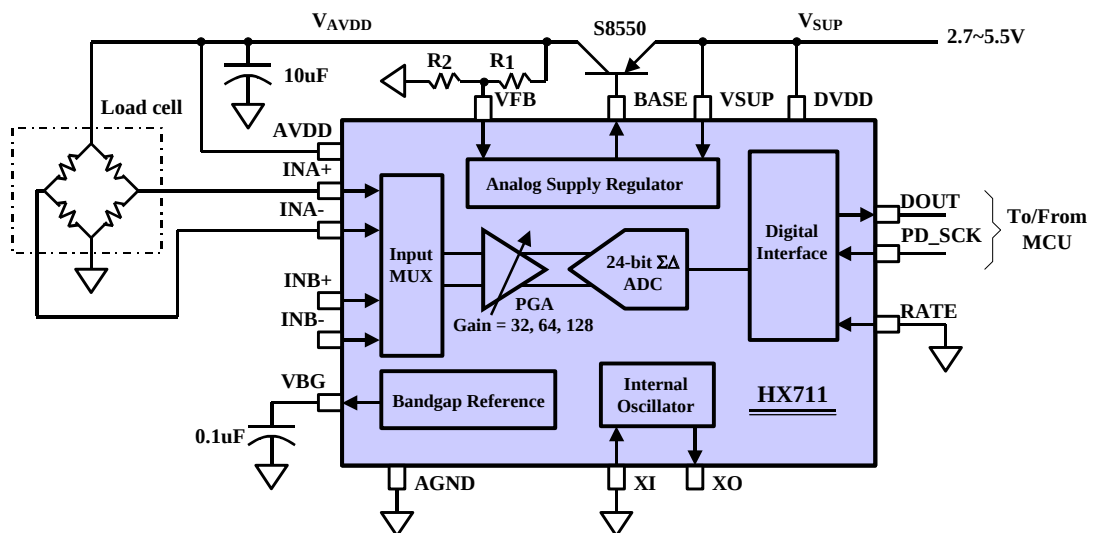 V_AVDD
S8550
V_SUP
2.7~5.5V
R2
R1
10uF
VFB
BASE
VSUP
DVDD
Load cell
AVDD
INA+
INA-
INB+
INB-
Analog Supply Regulator
Input
MUX
PGA
Gain = 32, 64, 128
24-bit ΣΔ
ADC
Digital
Interface
DOUT
PD_SCK
To/From
MCU
RATE
VBG
0.1uF
Bandgap Reference
Internal
Oscillator
HX711
AGND
XI
XO